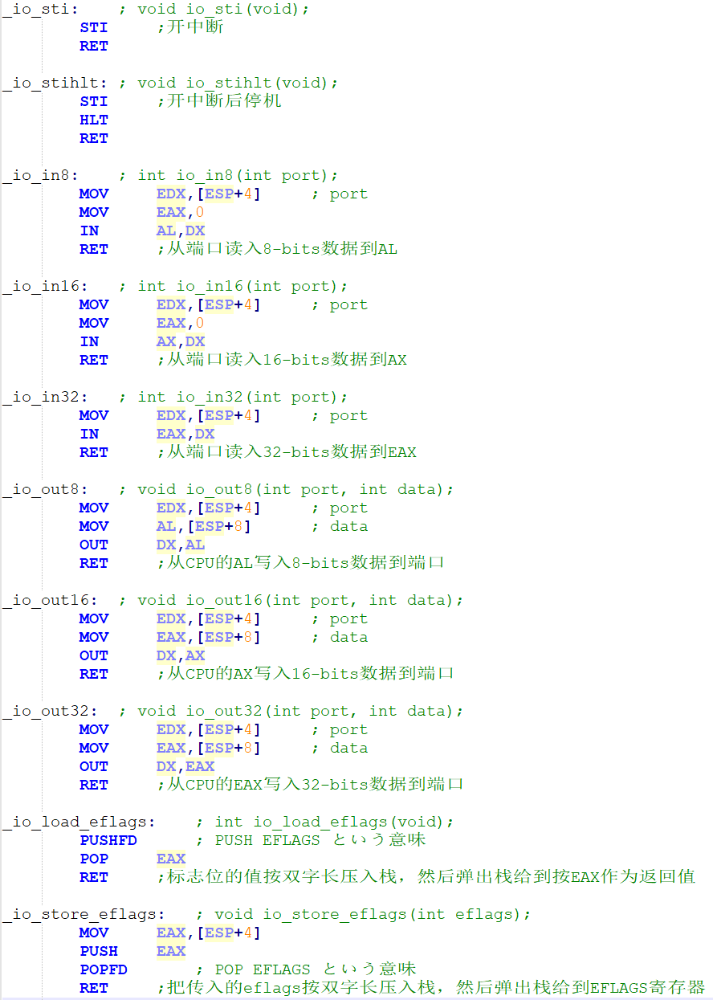 _io_sti:    ; void io_sti(void);
        STI     ;开中断
        RET

_io_stihlt: ; void io_stihlt(void);
        STI     ;开中断后停机
        HLT
        RET

_io_in8:    ; int io_in8(int port);
        MOV     EDX,[ESP+4]     ; port
        MOV     EAX,0
        IN      AL,DX
        RET     ;从端口读入8-bits数据到AL

_io_in16:   ; int io_in16(int port);
        MOV     EDX,[ESP+4]     ; port
        MOV     EAX,0
        IN      AX,DX
        RET     ;从端口读入16-bits数据到AX

_io_in32:   ; int io_in32(int port);
        MOV     EDX,[ESP+4]     ; port
        IN      EAX,DX
        RET     ;从端口读入32-bits数据到EAX

_io_out8:   ; void io_out8(int port, int data);
        MOV     EDX,[ESP+4]     ; port
        MOV     AL,[ESP+8]      ; data
        OUT     DX,AL
        RET     ;从CPU的AL写入8-bits数据到端口

_io_out16:  ; void io_out16(int port, int data);
        MOV     EDX,[ESP+4]     ; port
        MOV     EAX,[ESP+8]     ; data
        OUT     DX,AX
        RET     ;从CPU的AX写入16-bits数据到端口

_io_out32:  ; void io_out32(int port, int data);
        MOV     EDX,[ESP+4]     ; port
        MOV     EAX,[ESP+8]     ; data
        OUT     DX,EAX
        RET     ;从CPU的EAX写入32-bits数据到端口

_io_load_eflags:    ; int io_load_eflags(void);
        PUSHFD      ; PUSH EFLAGS という意味
        POP     EAX
        RET     ;标志位的值按双字长压入栈，然后弹出栈给到按EAX作为返回值

_io_store_eflags:   ; void io_store_eflags(int eflags);
        MOV     EAX,[ESP+4]
        PUSH    EAX
        POPFD       ; POP EFLAGS という意味
        RET     ;把传入的eflags按双字长压入栈，然后弹出栈给到EFLAGS寄存器